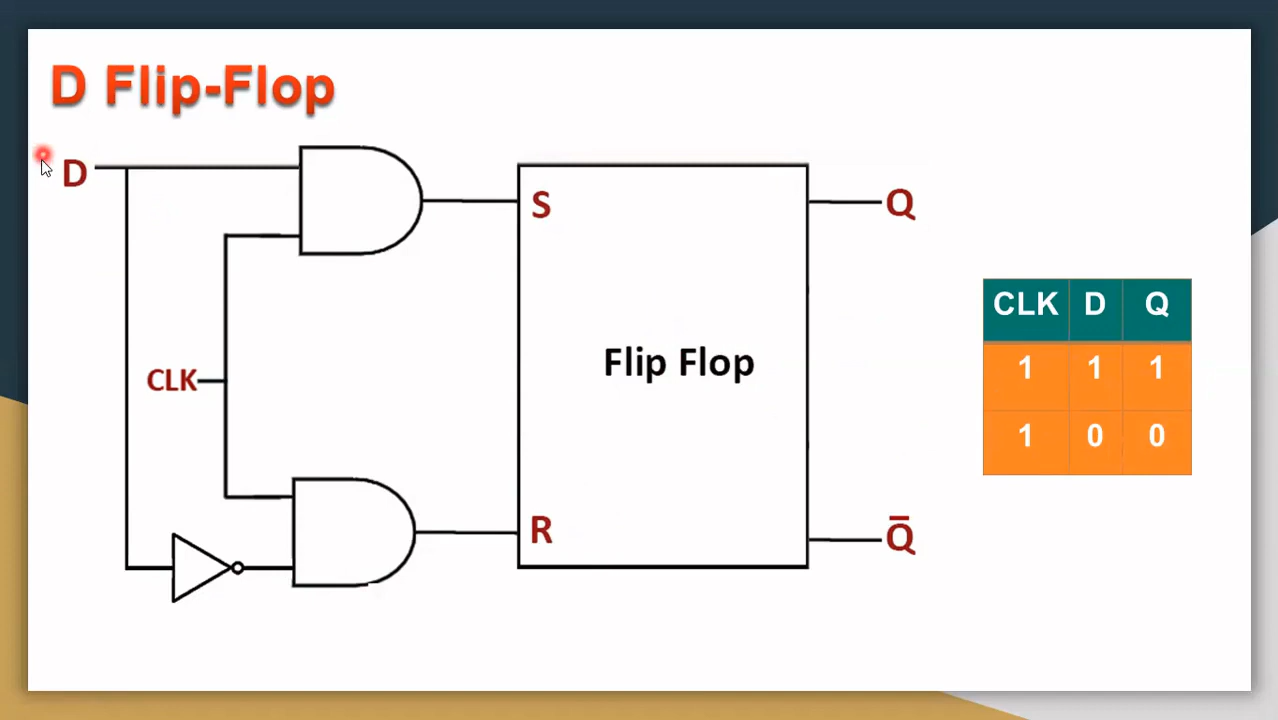 D Flip-Flop
D
S
Q
CLK D Q
1 1 1
CLK
Flip Flop
1 0 0
R
Q̅